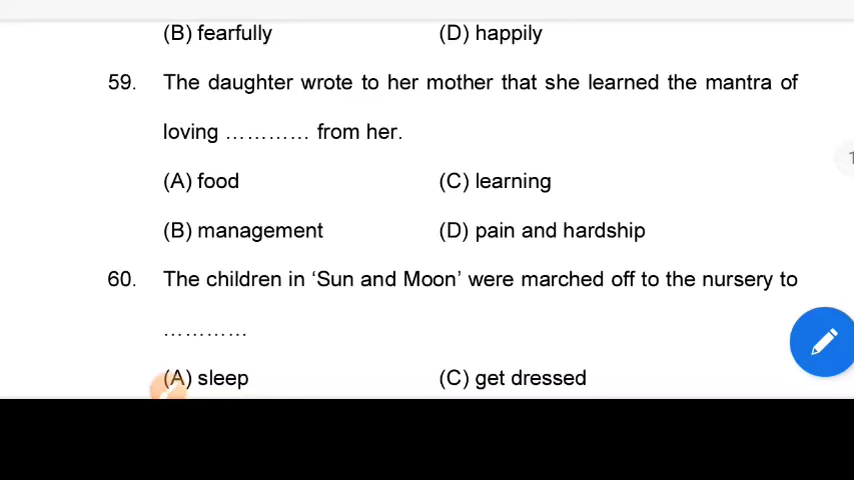 (B) fearfully (D) happily
59. The daughter wrote to her mother that she learned the mantra of
loving ………… from her.
(A) food (C) learning
(B) management (D) pain and hardship
60. The children in ‘Sun and Moon’ were marched off to the nursery to
…………
(A) sleep (C) get dressed
1